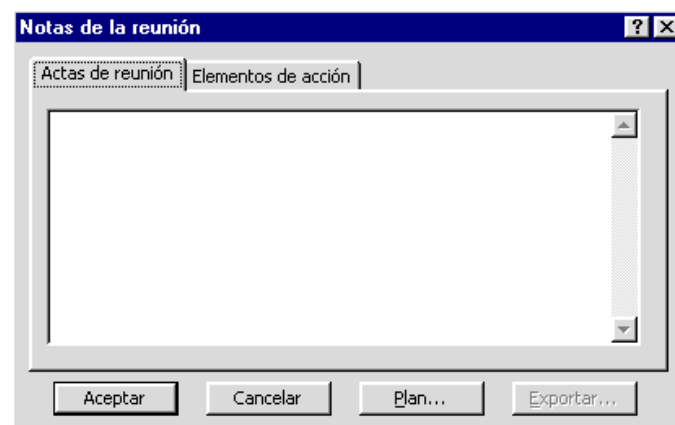 Notas de la reunión
Actas de reunión Elementos de acción
Aceptar Cancelar Plan... Exportar...